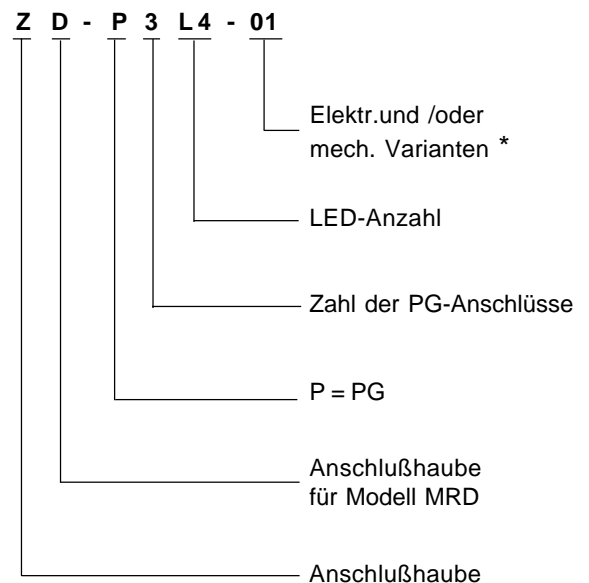 Z D - P 3 L4 - 01
Elektr.und /oder
mech. Varianten *
LED-Anzahl
Zahl der PG-Anschlüsse
P = PG
Anschlußhaube
für Modell MRD
Anschlußhaube